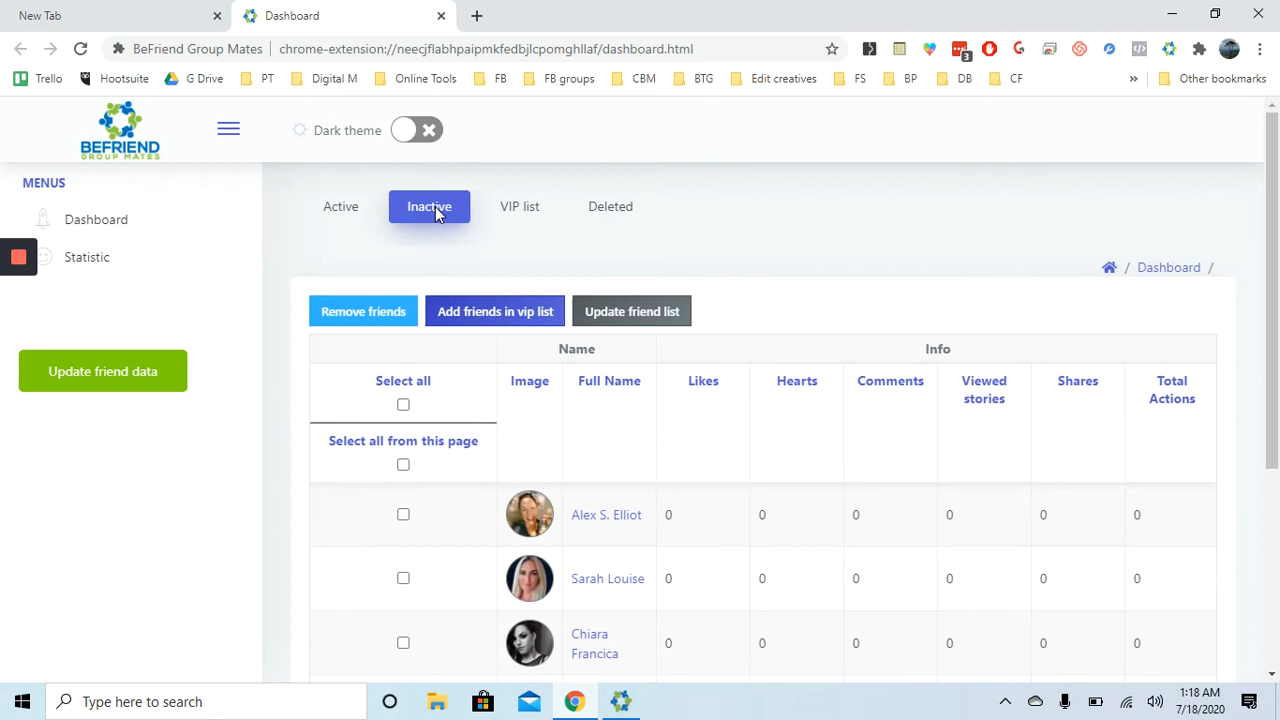 New Tab
Dashboard
BeFriend Group Mates
chrome-extension://neecjflabhpaipmkfedbjlcpomghllaf/dashboard.html
3
Trello
Hootsuite
G Drive
PT
Digital M
Online Tools
FB
FB groups
CBM
BTG
Edit creatives
FS
BP
DB
CF
Other bookmarks
BEFRIEND
GROUP MATES
Dark theme
MENUS
Dashboard
Statistic
Update friend data
Active
Inactive
VIP list
Deleted
/ Dashboard /
Remove friends
Add friends in vip list
Update friend list
Name
Info
Select all
Image
Full Name
Likes
Hearts
Comments
Viewed
stories
Shares
Total
Actions
Select all from this page
Alex S. Elliot 0 0 0 0 0 0
Sarah Louise 0 0 0 0 0 0
Chiara
Francica 0 0 0 0 0 0
Type here to search
1:18 AM
7/18/2020